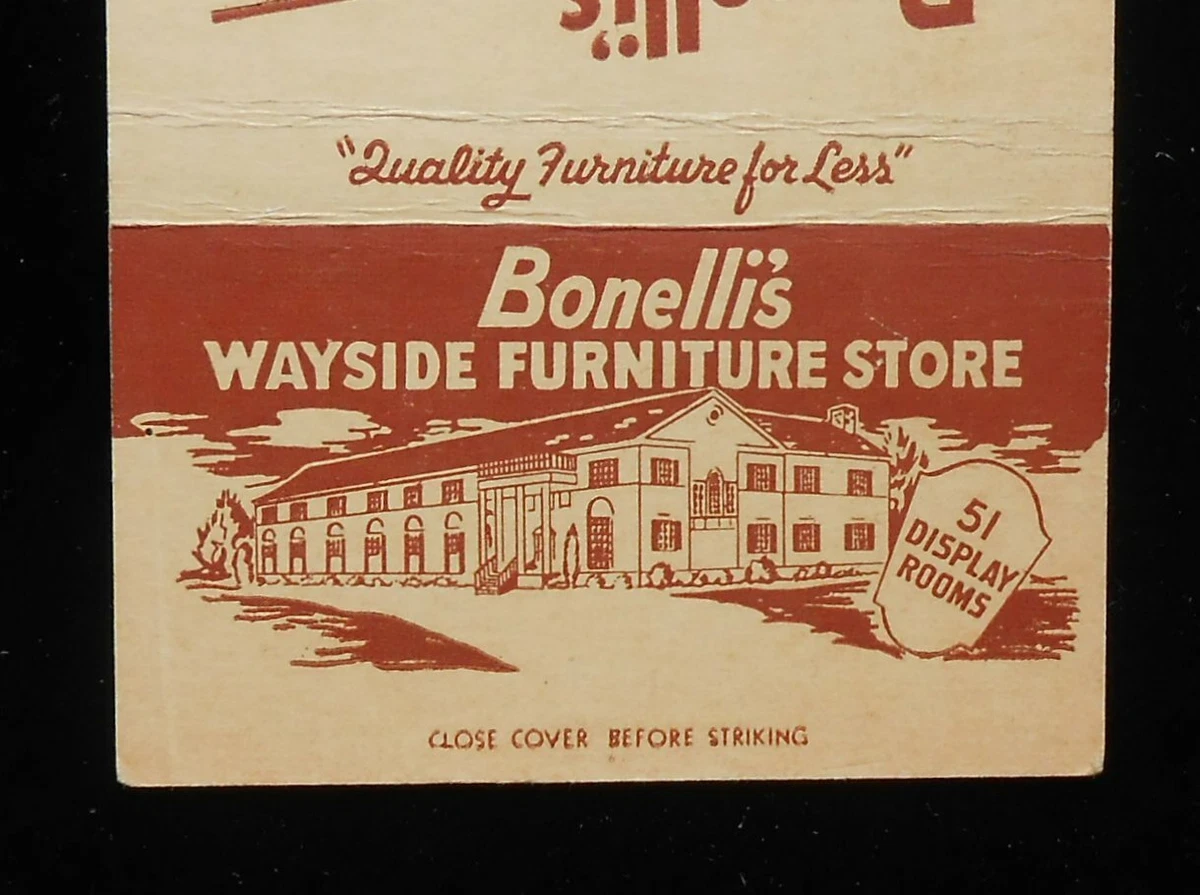 "Quality Furniture for Less"
Bonelli's
WAYSIDE FURNITURE STORE
51
DISPLAY
ROOMS
CLOSE COVER BEFORE STRIKING